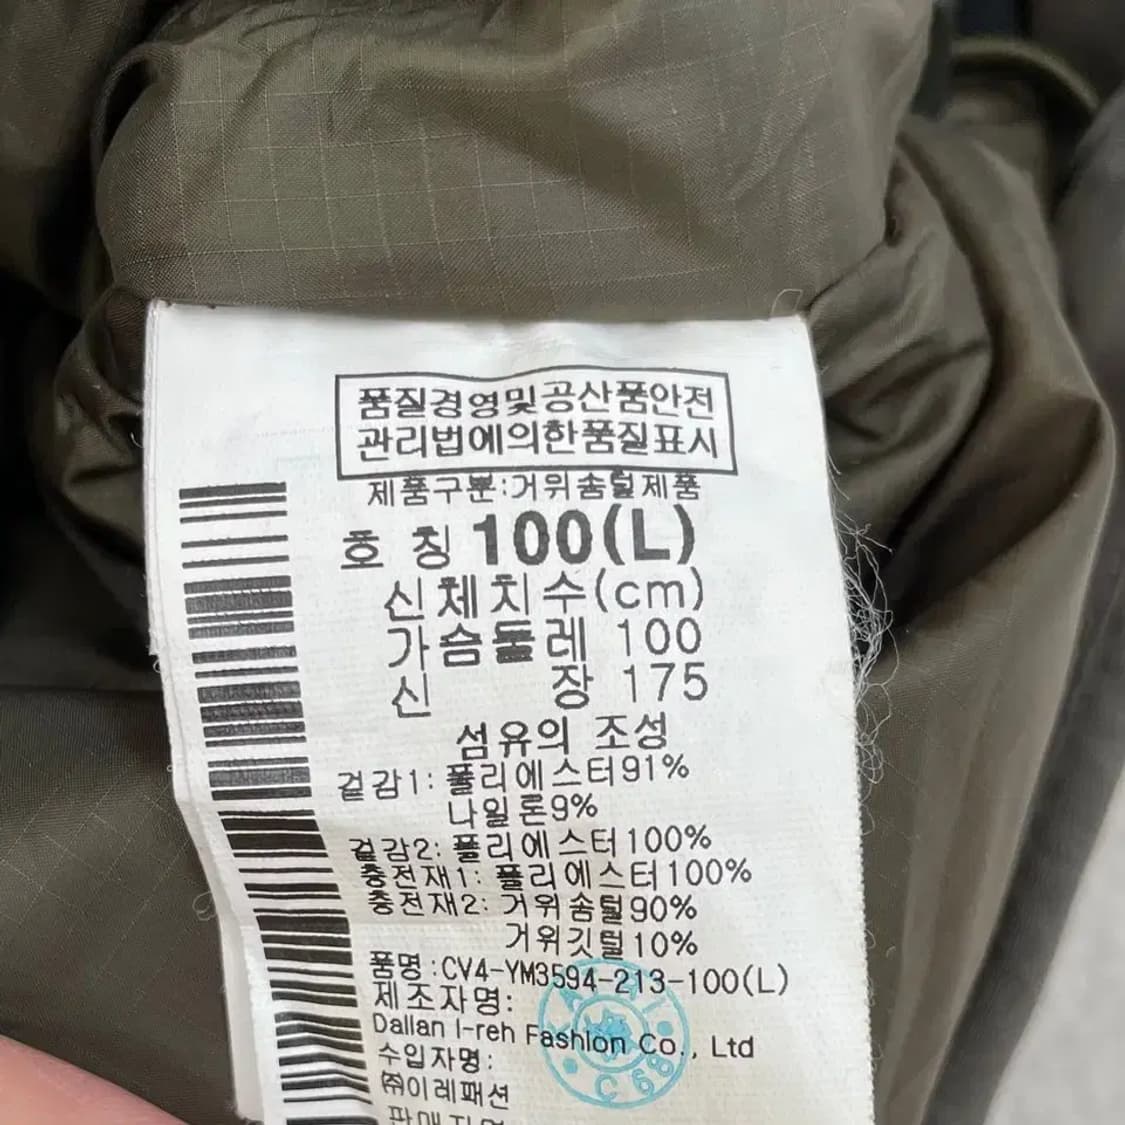 품질경영및공산품안전
관리법에의한품질표시
제품구분:거위솜털제품
호 칭 100(L)
신체치수(cm)
가슴둘레 100
신 장 175
섬유의 조성
겉감1: 폴리에스터91%
나일론9%
겉감2: 폴리에스터100%
충전재1: 폴리에스터100%
충전재2: 거위솜털90%
거위깃털10%
품명:CV4-YM3594-213-100(L)
제조자명:
Dalian I-reh Fashion Co., Ltd
수입자명:
㈜이레패션